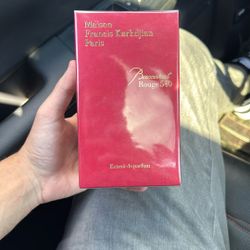 Maison
Francis Kurkdjian
Paris
Baccarat
Rouge 540
Extrait de parfum